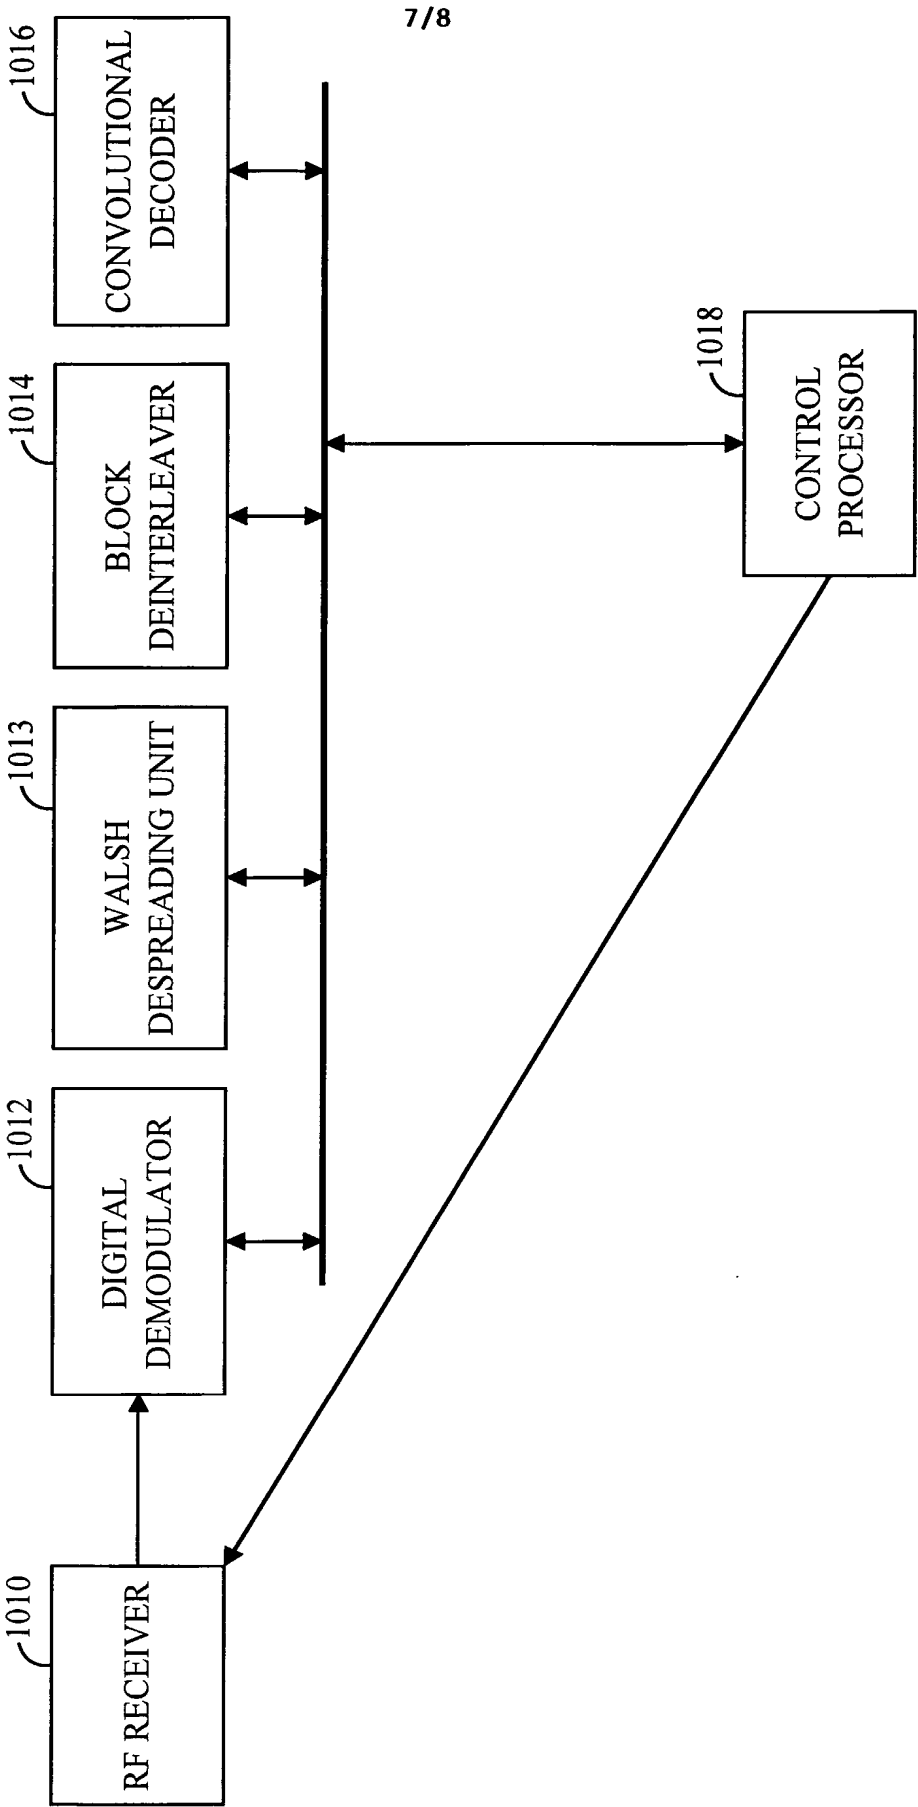 7/8
1010
RF RECEIVER
1012
DIGITAL
DEMODULATOR
1013
WALSH
DESPREADING UNIT
1014
BLOCK
DEINTERLEAVER
1016
CONVOLUTIONAL
DECODER
1018
CONTROL
PROCESSOR